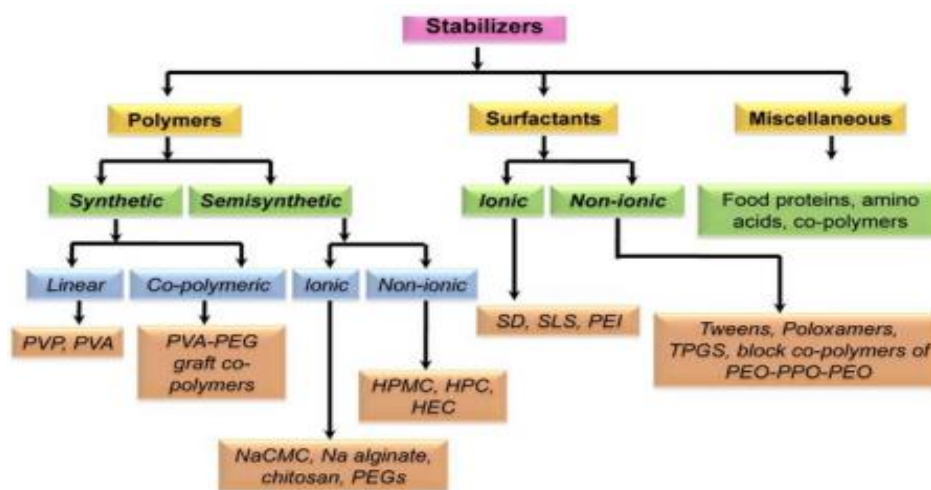 Stabilizers
Polymers
Surfactants
Miscellaneous
Synthetic
Semisynthetic
Ionic
Non-ionic
Food proteins, amino
acids, co-polymers
Linear
Co-polymeric
Ionic
Non-ionic
PVP, PVA
PVA-PEG
graft co-
polymers
SD, SLS, PEI
Tweens, Poloxamers,
TPGS, block co-polymers of
PEO-PPO-PEO
HPMC, HPC,
HEC
NaCMC, Na alginate,
chitosan, PEGs